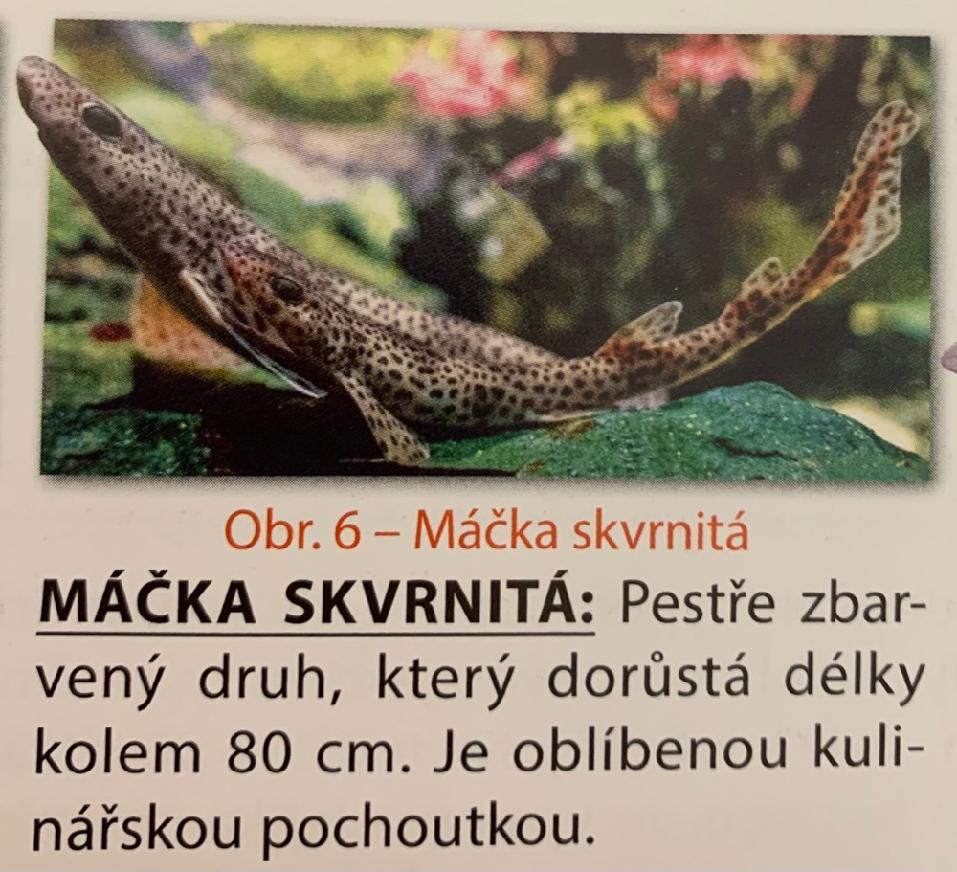 Obr. 6 – Máčka skvrnitá
MÁČKA SKVRNITÁ: Pestře zbar-
vený druh, který dorůstá délky
kolem 80 cm. Je oblíbenou kuli-
nářskou pochoutkou.